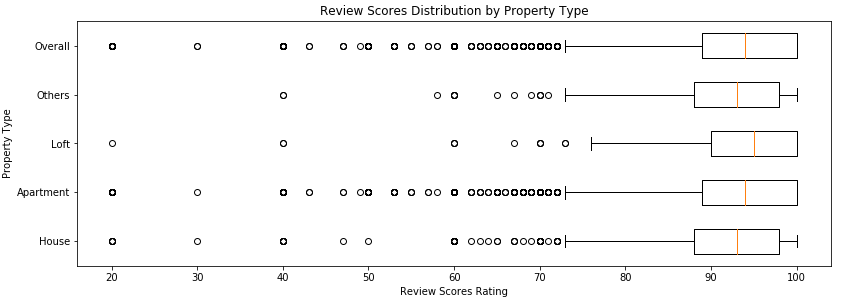 Review Scores Distribution by Property Type
Property Type
Overall
Others
Loft
Apartment
House
20 30 40 50 60 70 80 90 100
Review Scores Rating